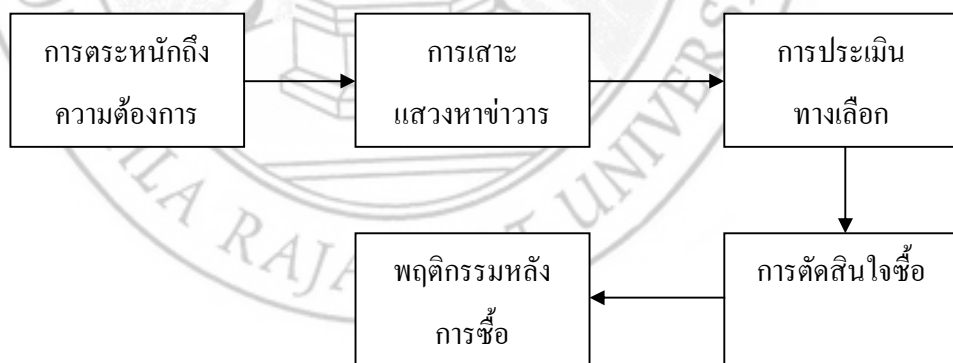 การตระหนักถึง
ความต้องการ
การเสาะ
แสวงหาข่าวาร
การประเมิน
ทางเลือก
การตัดสินใจซื้อ
พฤติกรรมหลัง
การซื้อ